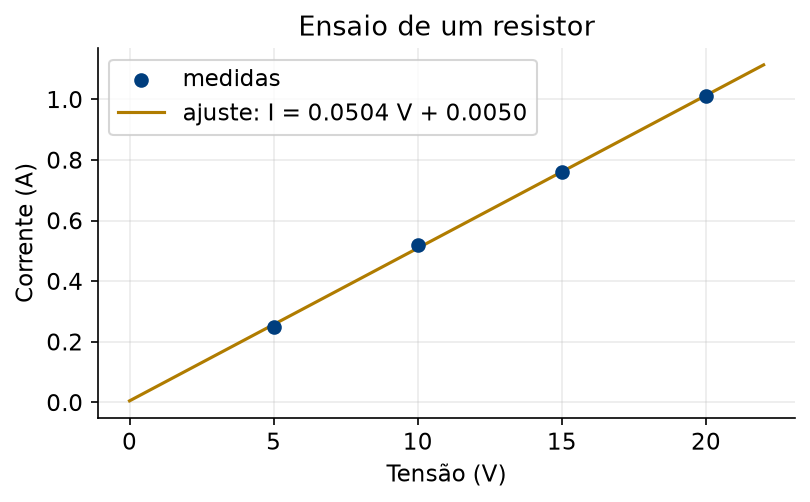 Ensaio de um resistor
medidas
ajuste: I = 0.0504 V + 0.0050
Corrente (A)
1.0
0.8
0.6
0.4
0.2
0.0
0 5 10 15 20
Tensão (V)